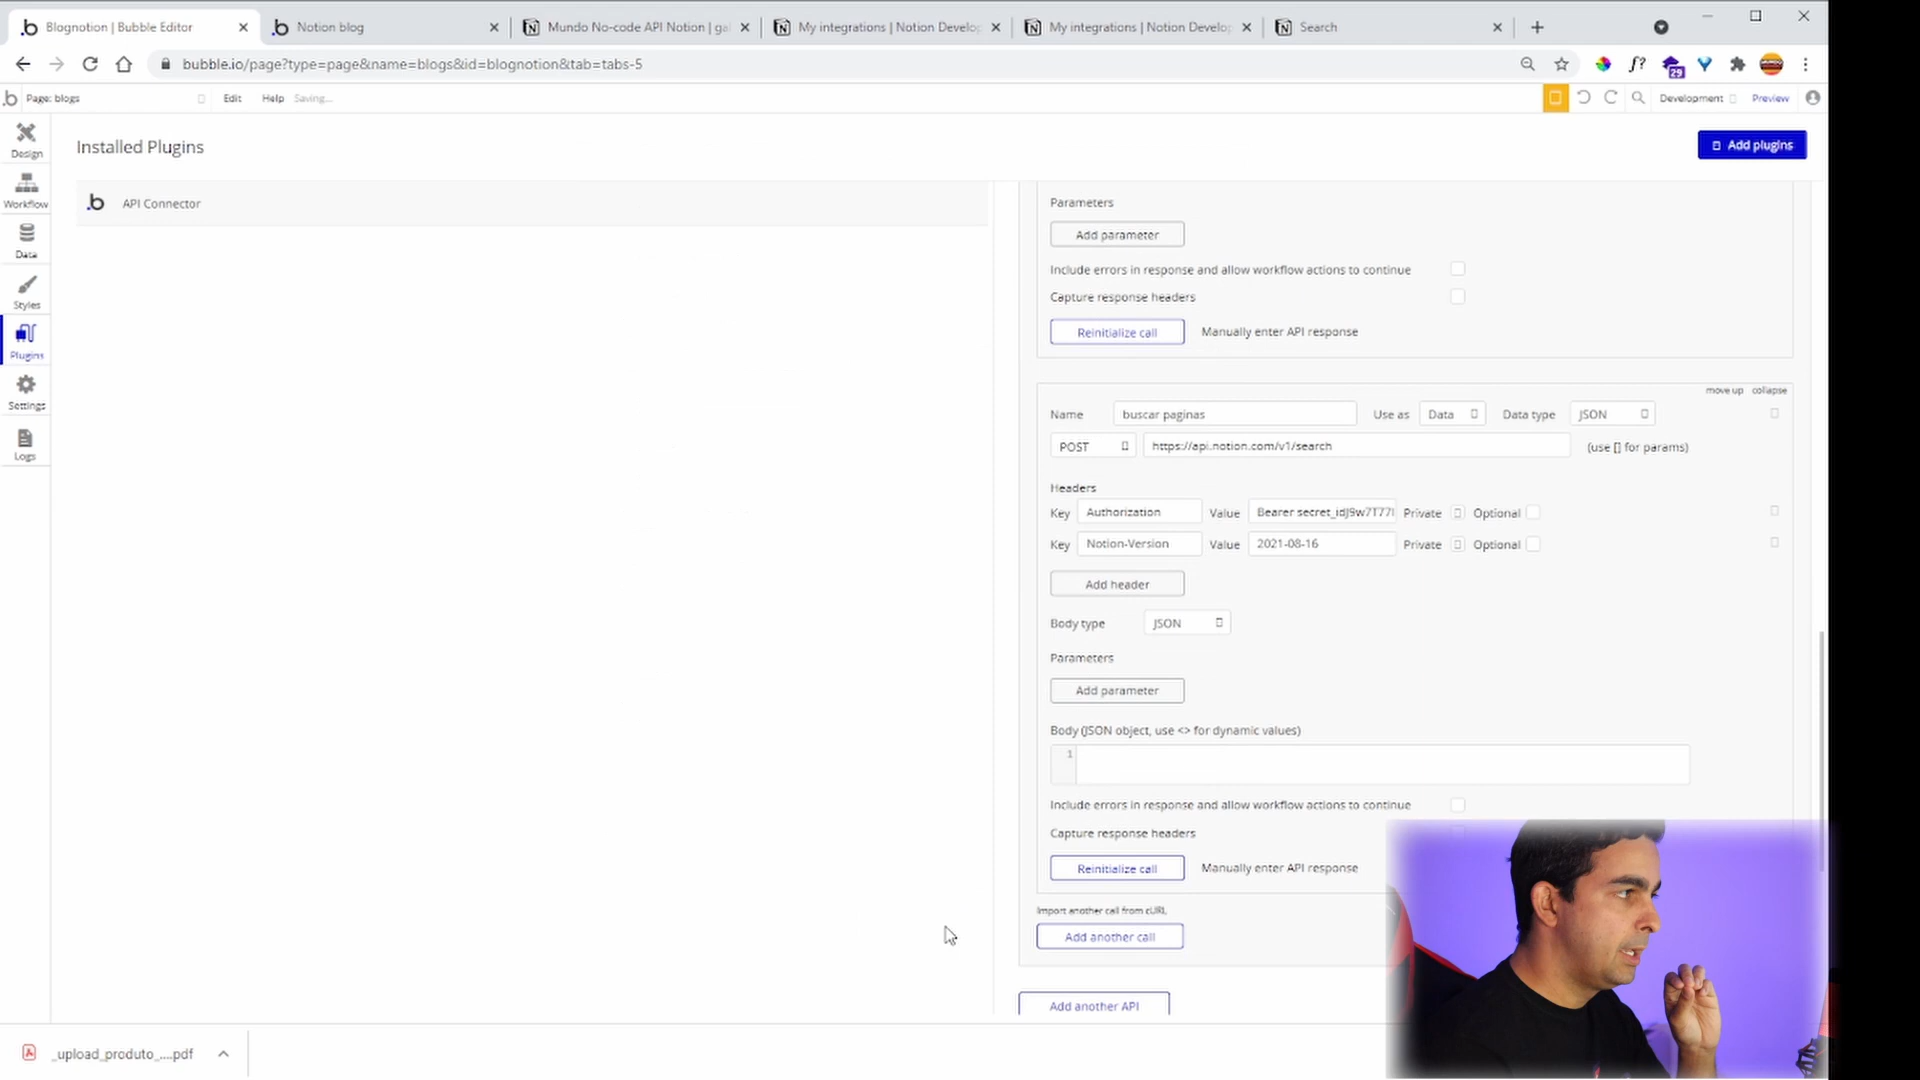 Blognotion | Bubble Editor
Notion blog
Mundo No-code API Notion | ga
My integrations | Notion Develop
My integrations | Notion Develop
Search
bubble.io/page?type=page&name=blogs&id=blognotion&tab=tabs-5
29
Page: blogs
Edit
Help
Saving...
Development
Preview
Design
Workflow
Data
Styles
Plugins
Settings
Logs
Installed Plugins
Add plugins
API Connector
Parameters
Add parameter
Include errors in response and allow workflow actions to continue
Capture response headers
Reinitialize call
Manually enter API response
move up
collapse
Name
buscar paginas
Use as
Data
Data type
JSON
POST
https://api.notion.com/v1/search
(use [] for params)
Headers
Key
Authorization
Value
Private
Optional
Key
Notion-Version
Value
2021-08-16
Private
Optional
Add header
Body type
JSON
Parameters
Add parameter
Body (JSON object, use <> for dynamic values)
1
Include errors in response and allow workflow actions to continue
Capture response headers
Reinitialize call
Manually enter API response
Import another call from cURL
Add another call
Add another API
_upload_produto_....pdf